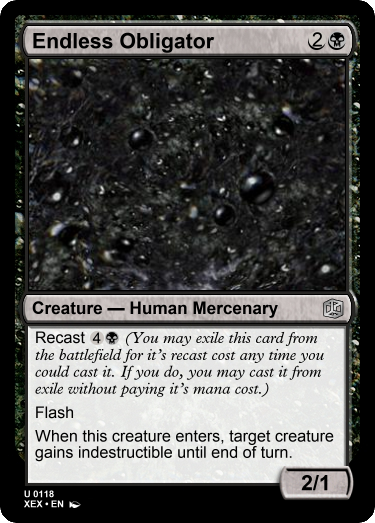 Endless Obligator 2
Creature — Human Mercenary
Recast 4 (You may exile this card from
the battlefield for it's recast cost any time you
could cast it. If you do, you may cast it from
exile without paying it's mana cost.)
Flash
When this creature enters, target creature
gains indestructible until end of turn.
2/1
U 0118
XEX • EN